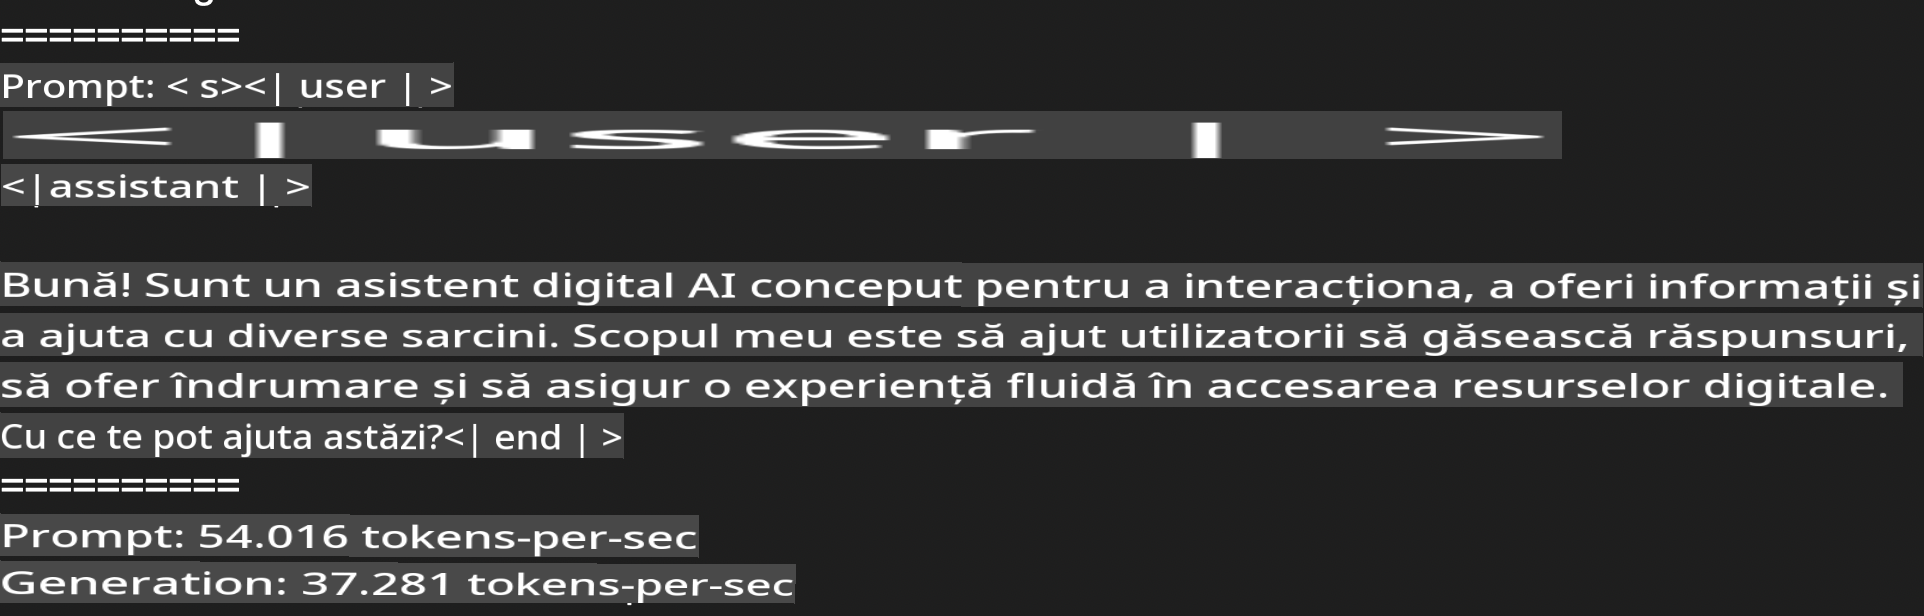 ==========
Prompt: < s><| user | >
< | user | >
<|assistant | >
Bună! Sunt un asistent digital AI conceput pentru a interacționa, a oferi informații și
a ajuta cu diverse sarcini. Scopul meu este să ajut utilizatorii să găsească răspunsuri,
să ofer îndrumare și să asigur o experiență fluidă în accesarea resurselor digitale.
Cu ce te pot ajuta astăzi?<| end | >
==========
Prompt: 54.016 tokens-per-sec
Generation: 37.281 tokens-per-sec